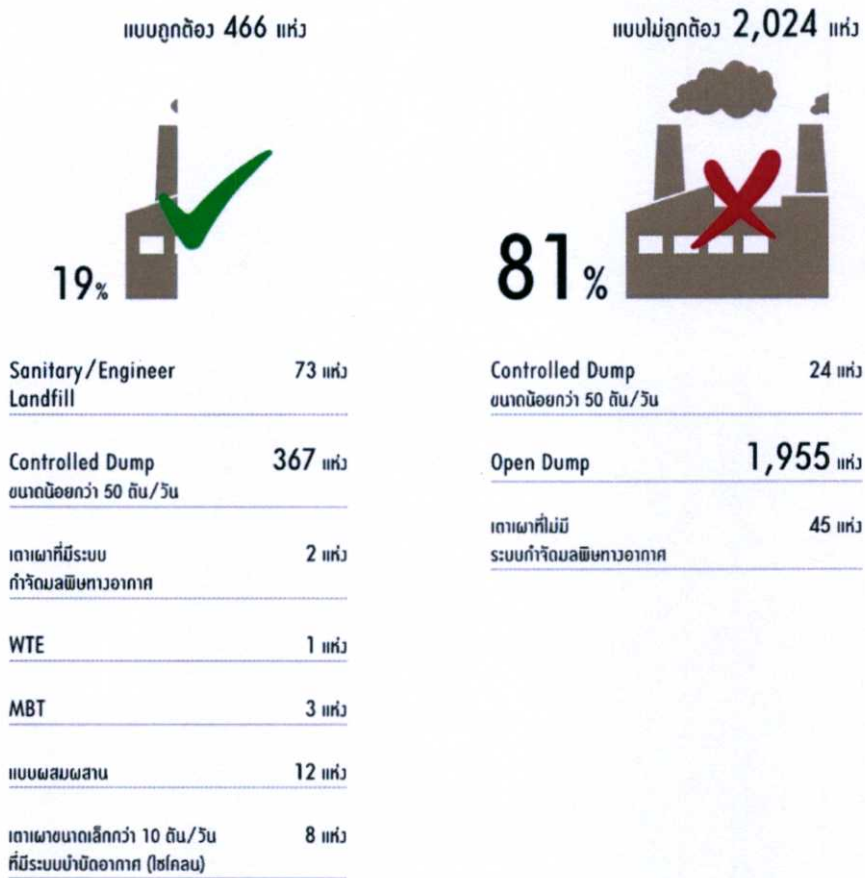 แบบถูกต้อง 466 แห่ง
19%
Sanitary/Engineer 73 แห่ง
Landfill
Controlled Dump 367 แห่ง
ขนาดน้อยกว่า 50 ตัน/วัน
เตาเผาที่มีระบบ 2 แห่ง
กำจัดมลพิษทางอากาศ
WTE 1 แห่ง
MBT 3 แห่ง
แบบผสมผสาน 12 แห่ง
เตาเผาขนาดเล็กกว่า 10 ตัน/วัน 8 แห่ง
ที่มีระบบบำบัดอากาศ (ไซโคลน)
แบบไม่ถูกต้อง 2,024 แห่ง
81%
Controlled Dump 24 แห่ง
ขนาดน้อยกว่า 50 ตัน/วัน
Open Dump 1,955 แห่ง
เตาเผาที่ไม่มี 45 แห่ง
ระบบกำจัดมลพิษทางอากาศ